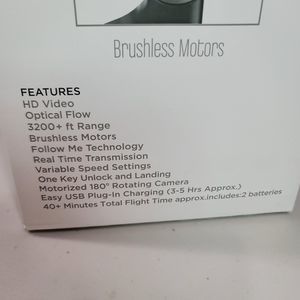 Brushless Motors
FEATURES
HD Video
Optical Flow
3200+ ft Range
Brushless Motors
Follow Me Technology
Real Time Transmission
Variable Speed Settings
One Key Unlock and Landing
Motorized 180° Rotating Camera
Easy USB Plug-In Charging (3-5 Hrs Approx.)
40+ Minutes Total Flight Time approx.includes:2 batteries